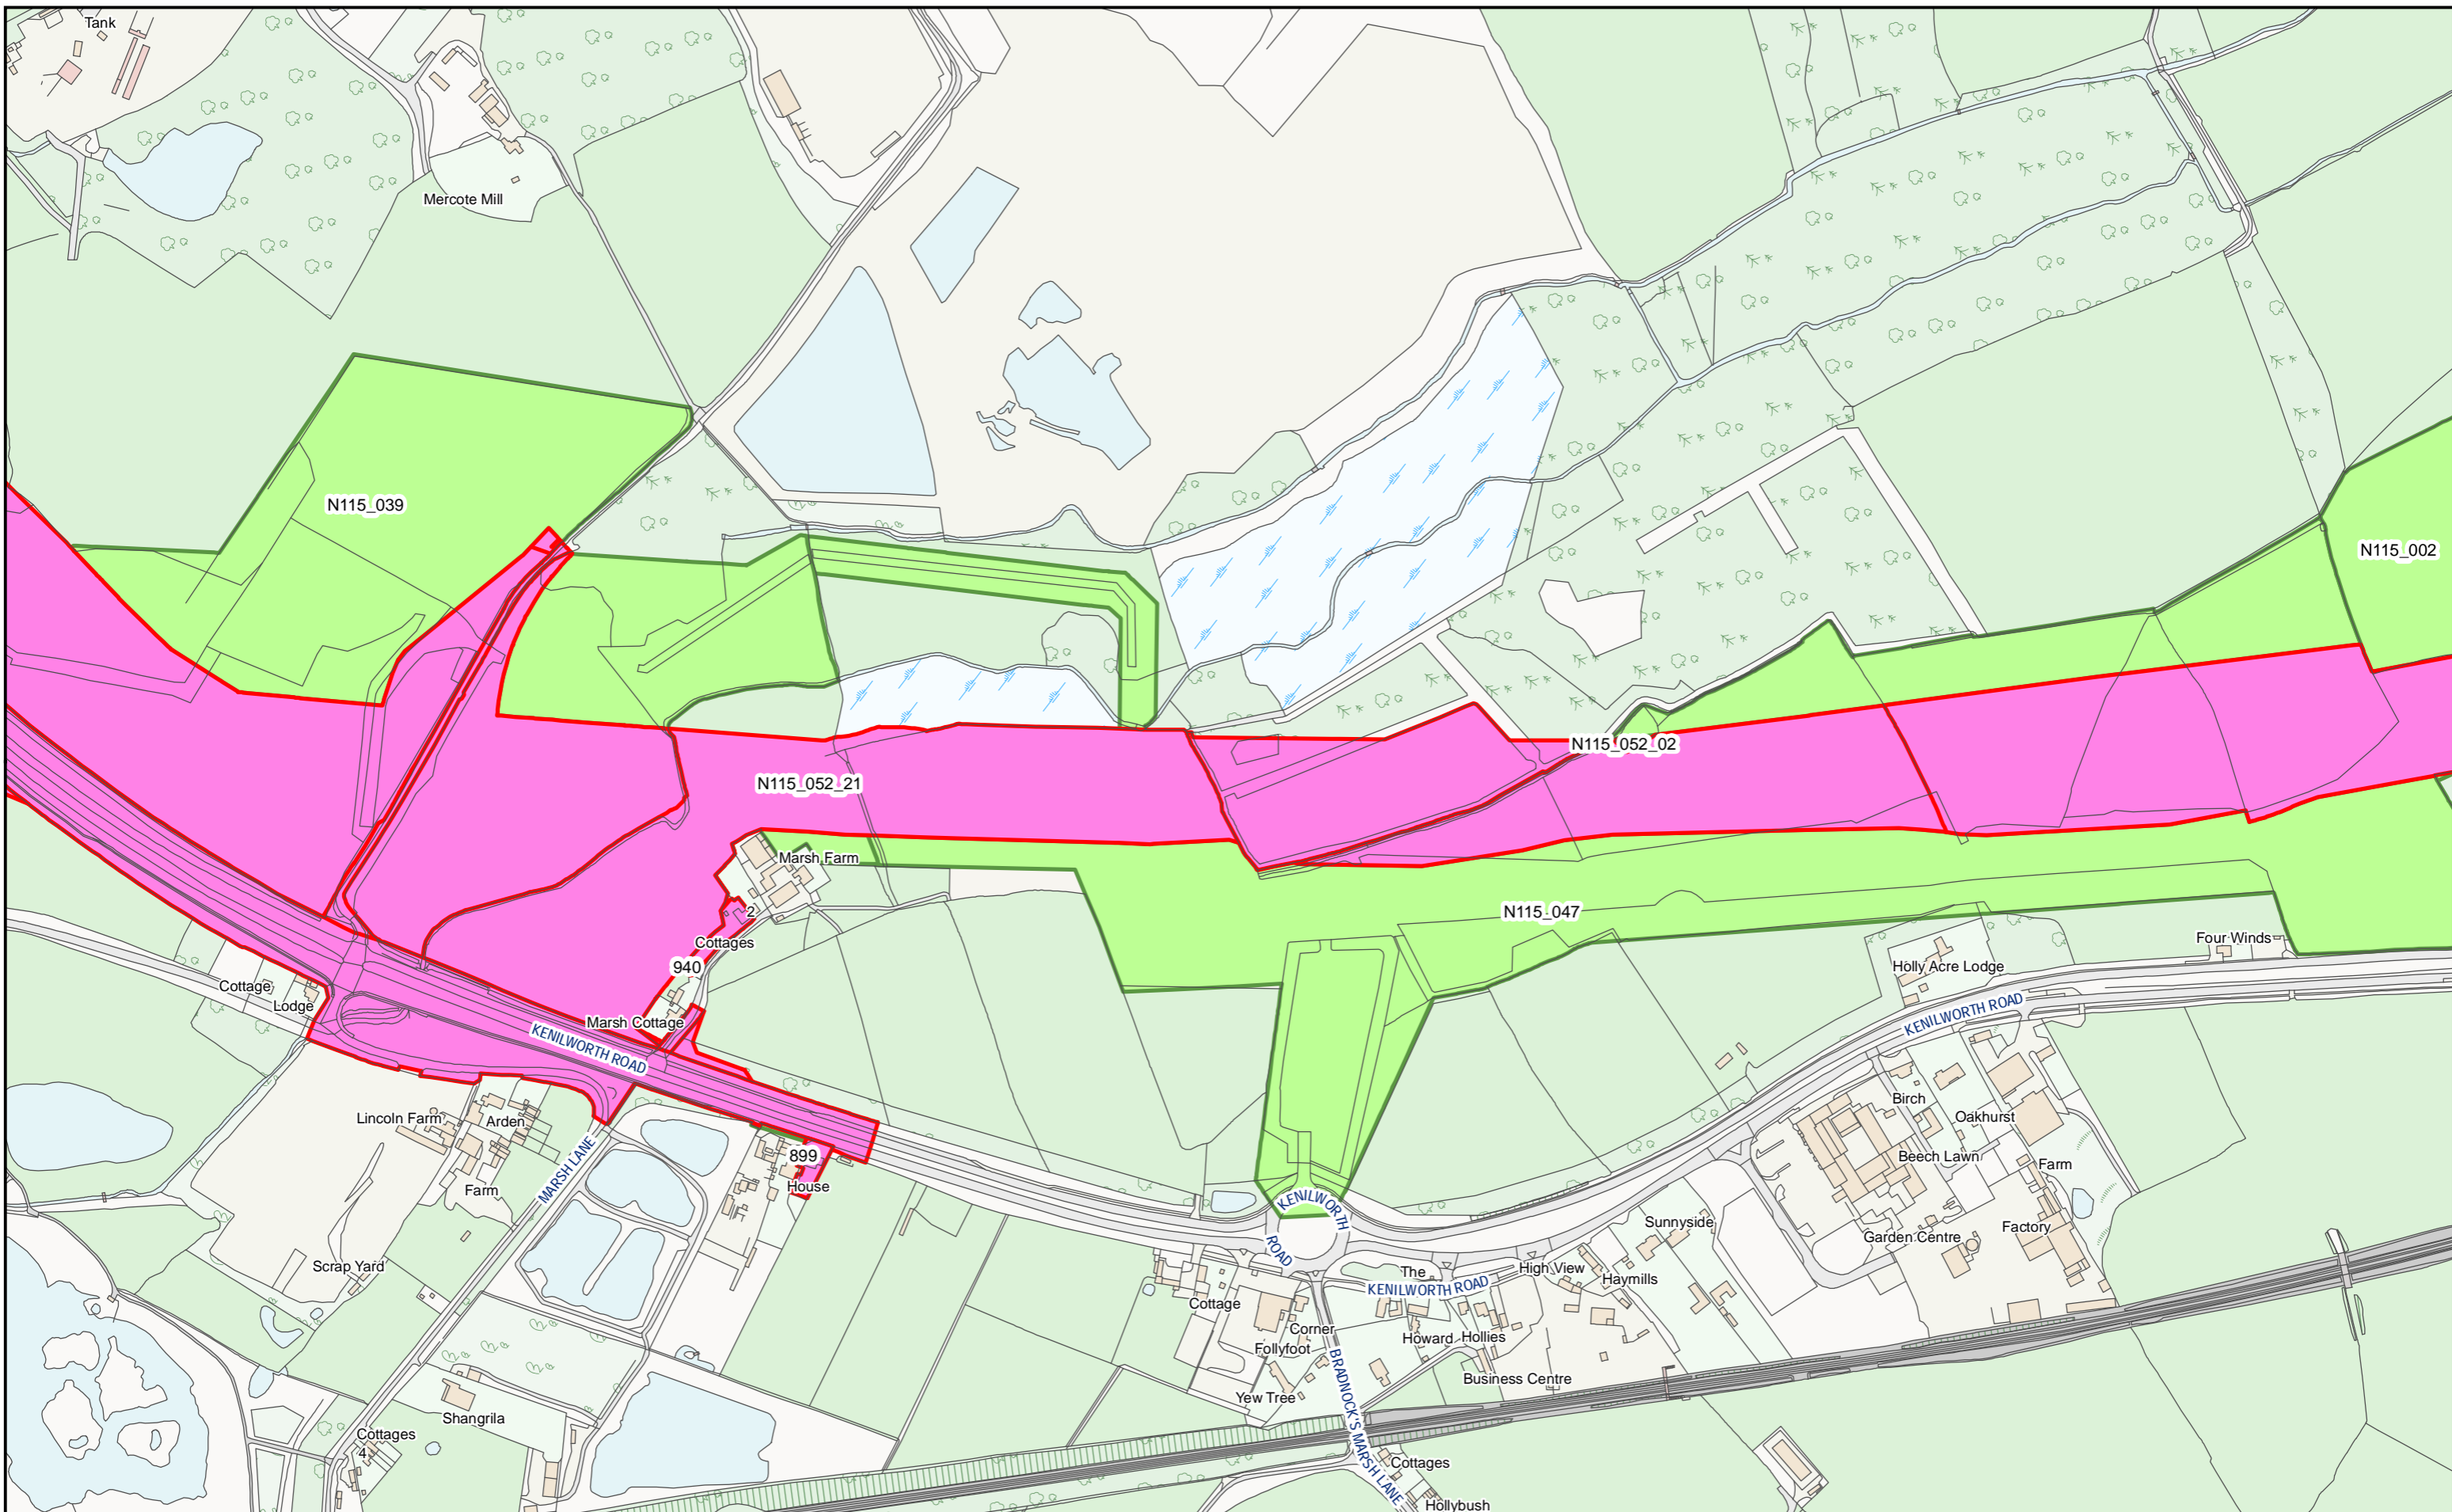 Tank
Mercote Mill
N115_039
N115_002
N115_052_02
N115_052_21
Marsh Farm
2
N115_047
Cottages
940
Four Winds
Holly Acre Lodge
Cottage
Lodge
Marsh Cottage
KENILWORTH ROAD
KENILWORTH ROAD
Lincoln Farm
Arden
Birch
Oakhurst
MARSH LANE
899
House
Beech Lawn
Farm
Farm
KENILWORTH
ROAD
Sunnyside
Factory
Garden Centre
Scrap Yard
The
High View
Haymills
KENILWORTH ROAD
Cottage
Corner
Howard
Hollies
Follyfoot
Business Centre
Yew Tree
BRADNOCK'S MARSH LANE
Shangrila
Cottages
4
Cottages
Hollybush